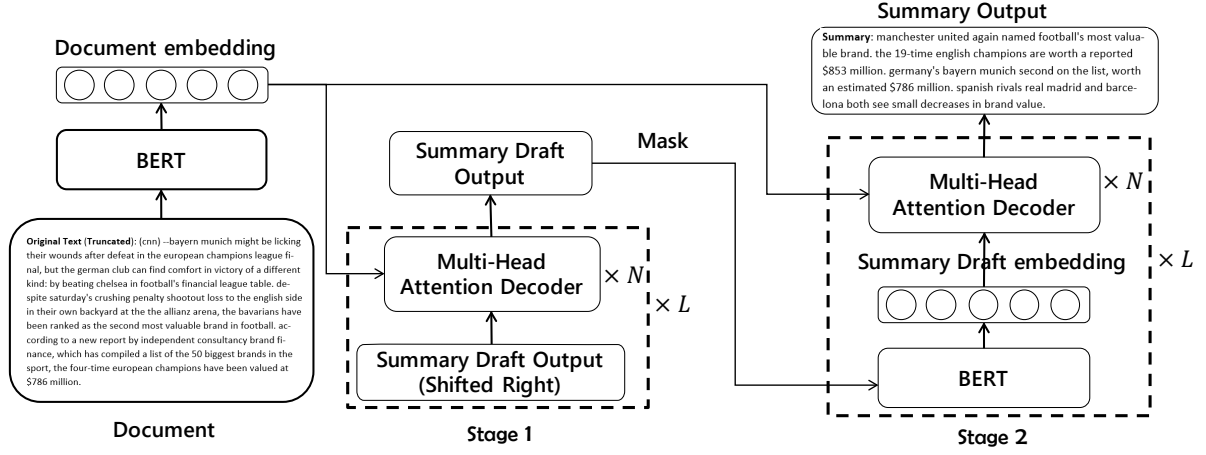 Document embedding
BERT
Original Text (Truncated): (cnn) --bayern munich might be licking
their wounds after defeat in the european champions league fi-
nal, but the german club can find comfort in victory of a different
kind: by beating chelsea in football's financial league table. de-
spite saturday's crushing penalty shootout loss to the english side
in their own backyard at the the allianz arena, the bavarians have
been ranked as the second most valuable brand in football. ac-
cording to a new report by independent consultancy brand fi-
nance, which has compiled a list of the 50 biggest brands in the
sport, the four-time european champions have been valued at
$786 million.
Document
Summary Draft
Output
Mask
Multi-Head
Attention Decoder
× N
× L
Summary Draft Output
(Shifted Right)
Stage 1
Summary Output
Summary: manchester united again named football's most valua-
ble brand. the 19-time english champions are worth a reported
$853 million. germany's bayern munich second on the list, worth
an estimated $786 million. spanish rivals real madrid and barce-
lona both see small decreases in brand value.
Multi-Head
Attention Decoder
× N
Summary Draft embedding
× L
BERT
Stage 2